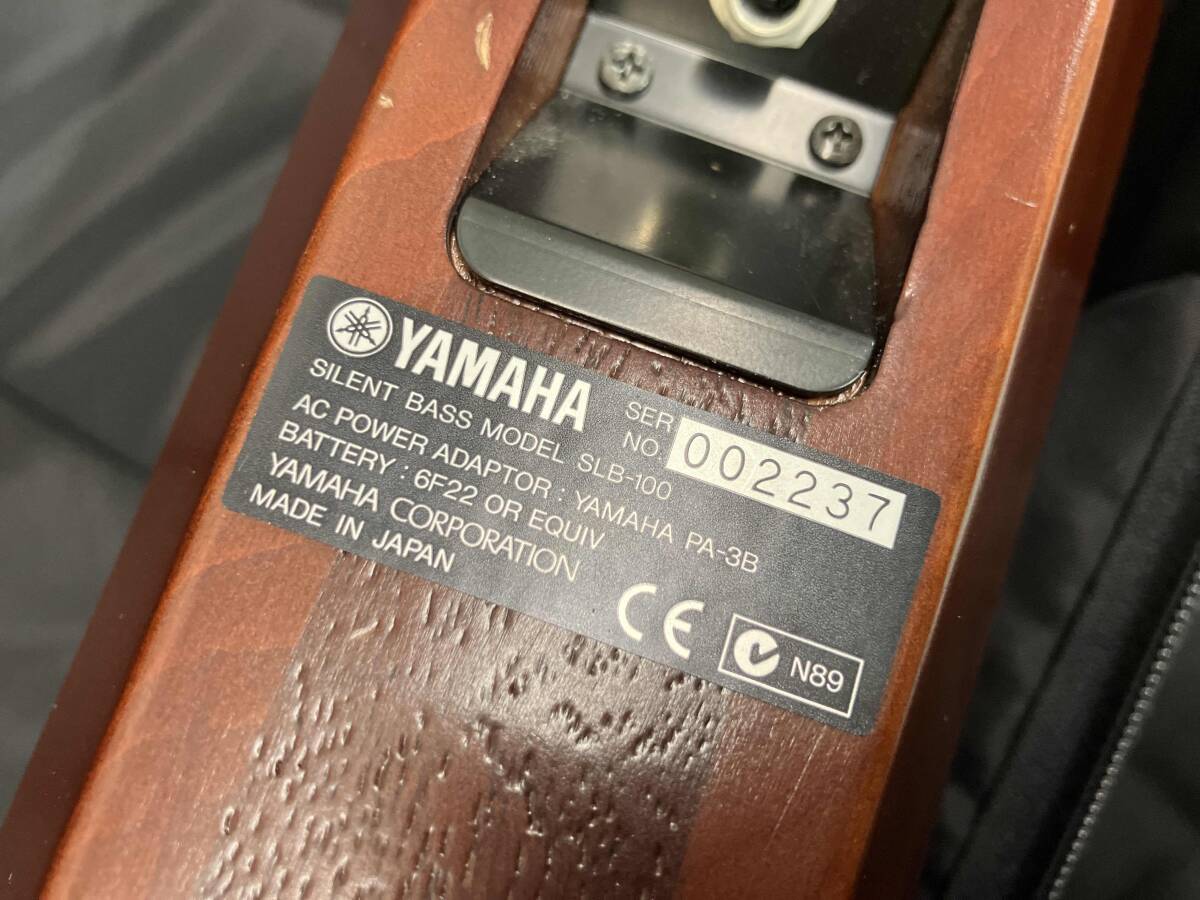 YAMAHA
SILENT BASS MODEL SLB-100
AC POWER ADAPTOR : YAMAHA PA-3B
BATTERY : 6F22 OR EQUIV
YAMAHA CORPORATION
MADE IN JAPAN
SER
NO. 002237
CE
N89